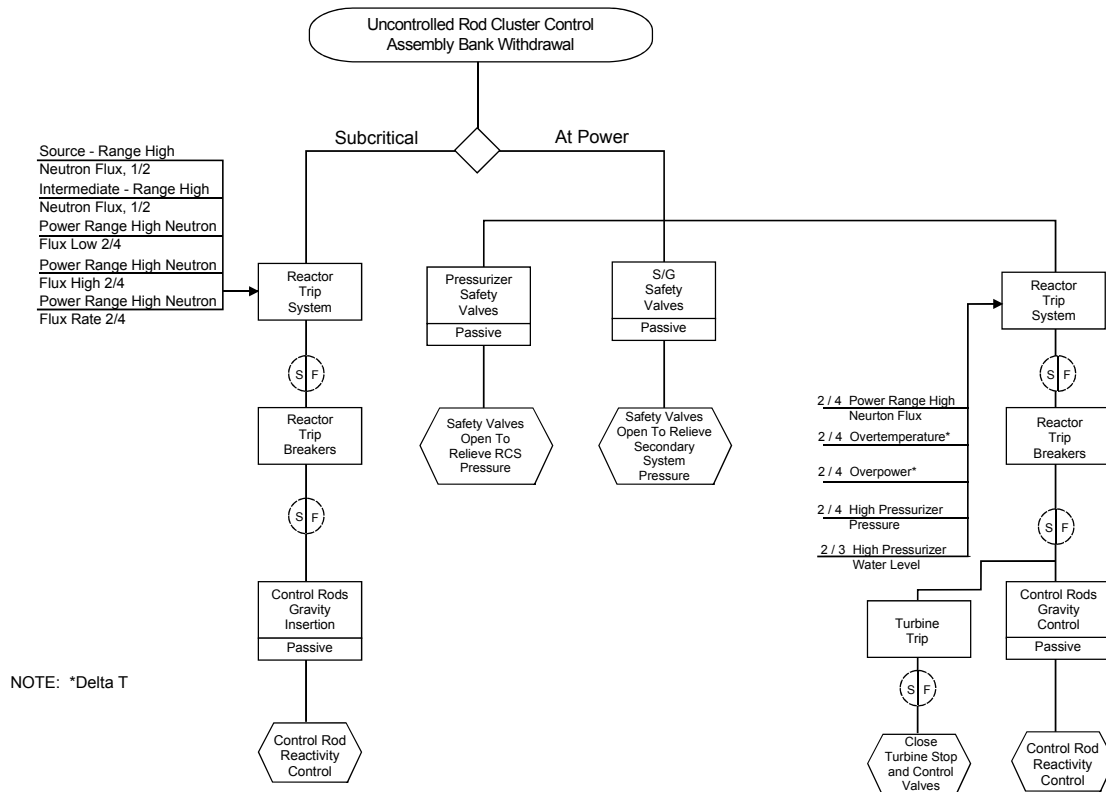 Uncontrolled Rod Cluster Control
Assembly Bank Withdrawal
Subcritical
At Power
Source - Range High
Neutron Flux, 1/2
Intermediate - Range High
Neutron Flux, 1/2
Power Range High Neutron
Flux Low 2/4
Power Range High Neutron
Flux High 2/4
Power Range High Neutron
Flux Rate 2/4
Reactor
Trip
System
S F
Reactor
Trip
Breakers
S F
Control Rods
Gravity
Insertion
Passive
Control Rod
Reactivity
Control
Pressurizer
Safety
Valves
Passive
Safety Valves
Open To
Relieve RCS
Pressure
S/G
Safety
Valves
Passive
Safety Valves
Open To Relieve
Secondary
System
Pressure
2 / 4 Power Range High
Neurton Flux
2 / 4 Overtemperature*
2 / 4 Overpower*
2 / 4 High Pressurizer
Pressure
2 / 3 High Pressurizer
Water Level
Reactor
Trip
System
S F
Reactor
Trip
Breakers
S F
Turbine
Trip
S F
Close
Turbine Stop
and Control
Valves
Control Rods
Gravity
Control
Passive
Control Rod
Reactivity
Control
NOTE: *Delta T